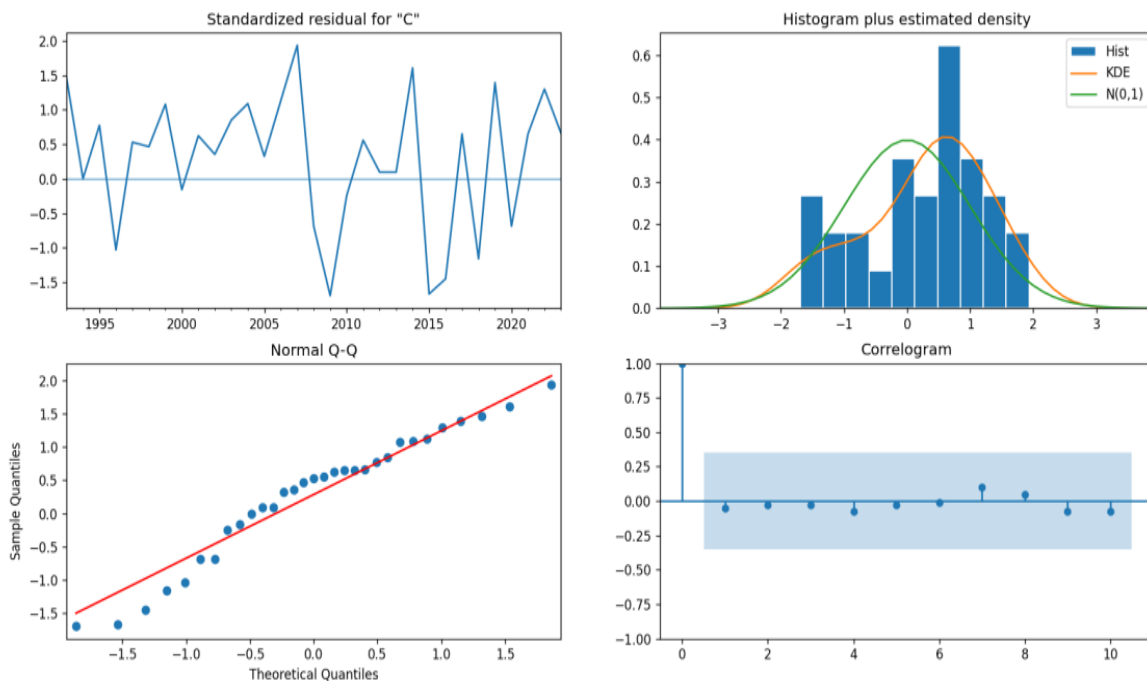 Standardized residual for "C"
2.0
1.5
1.0
0.5
0.0
−0.5
−1.0
−1.5
1995 2000 2005 2010 2015 2020
Histogram plus estimated density
Hist
KDE
N(0,1)
0.6
0.5
0.4
0.3
0.2
0.1
0.0
−3 −2 −1 0 1 2 3
Normal Q-Q
Sample Quantiles
2.0
1.5
1.0
0.5
0.0
−0.5
−1.0
−1.5
−1.5 −1.0 −0.5 0.0 0.5 1.0 1.5
Theoretical Quantiles
Correlogram
1.00
0.75
0.50
0.25
0.00
−0.25
−0.50
−0.75
−1.00
0 2 4 6 8 10